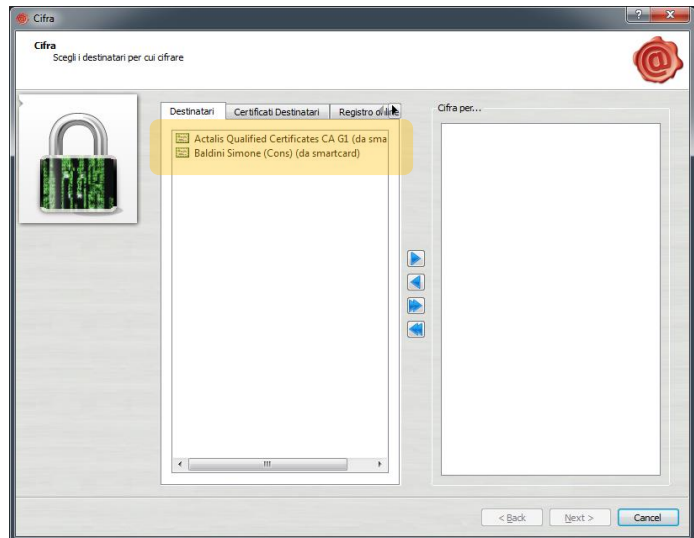 Cifra
Cifra
Scegli i destinatari per cui cifrare
Destinatari
Certificati Destinatari
Registro
Cifra per...
Actalis Qualified Certificates CA G1 (da sma
Baldini Simone (Cons) (da smartcard)
< Back
Next >
Cancel